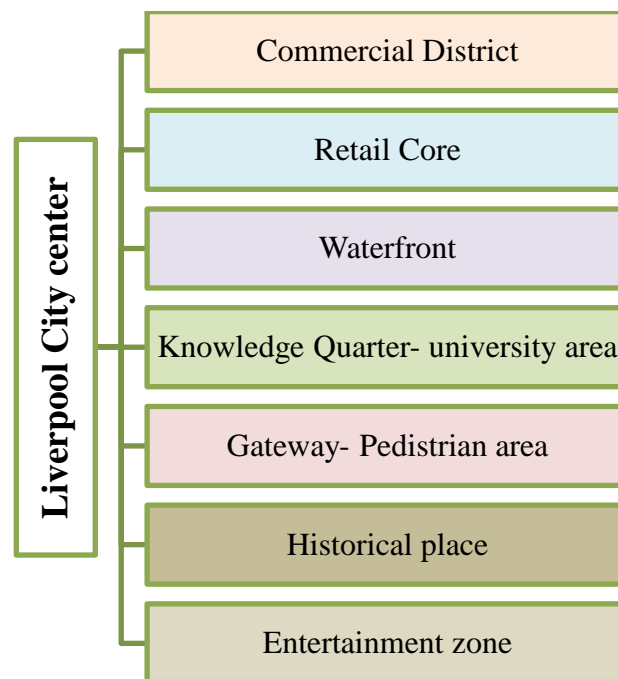 Liverpool City center
Commercial District
Retail Core
Waterfront
Knowledge Quarter- university area
Gateway- Pedistrian area
Historical place
Entertainment zone